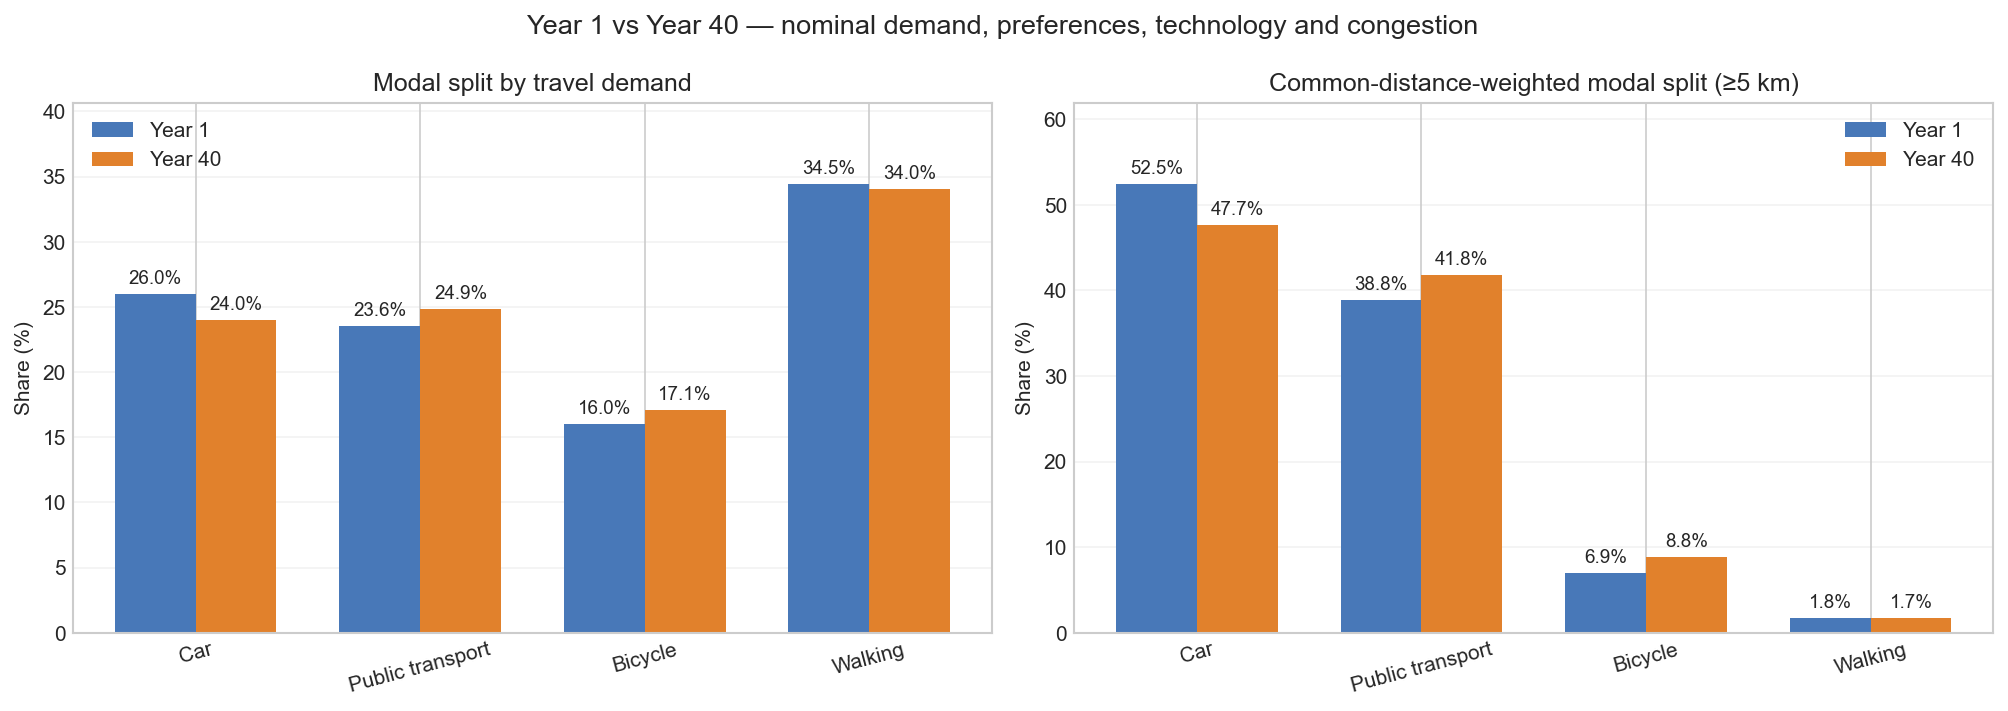 Year 1 vs Year 40 — nominal demand, preferences, technology and congestion
Modal split by travel demand
Share (%)
40
35
30
25
20
15
10
5
0
Year 1
Year 40
26.0%
24.0%
23.6%
24.9%
16.0%
17.1%
34.5%
34.0%
Car
Public transport
Bicycle
Walking
Common-distance-weighted modal split (≥5 km)
Share (%)
60
50
40
30
20
10
0
Year 1
Year 40
52.5%
47.7%
38.8%
41.8%
6.9%
8.8%
1.8%
1.7%
Car
Public transport
Bicycle
Walking